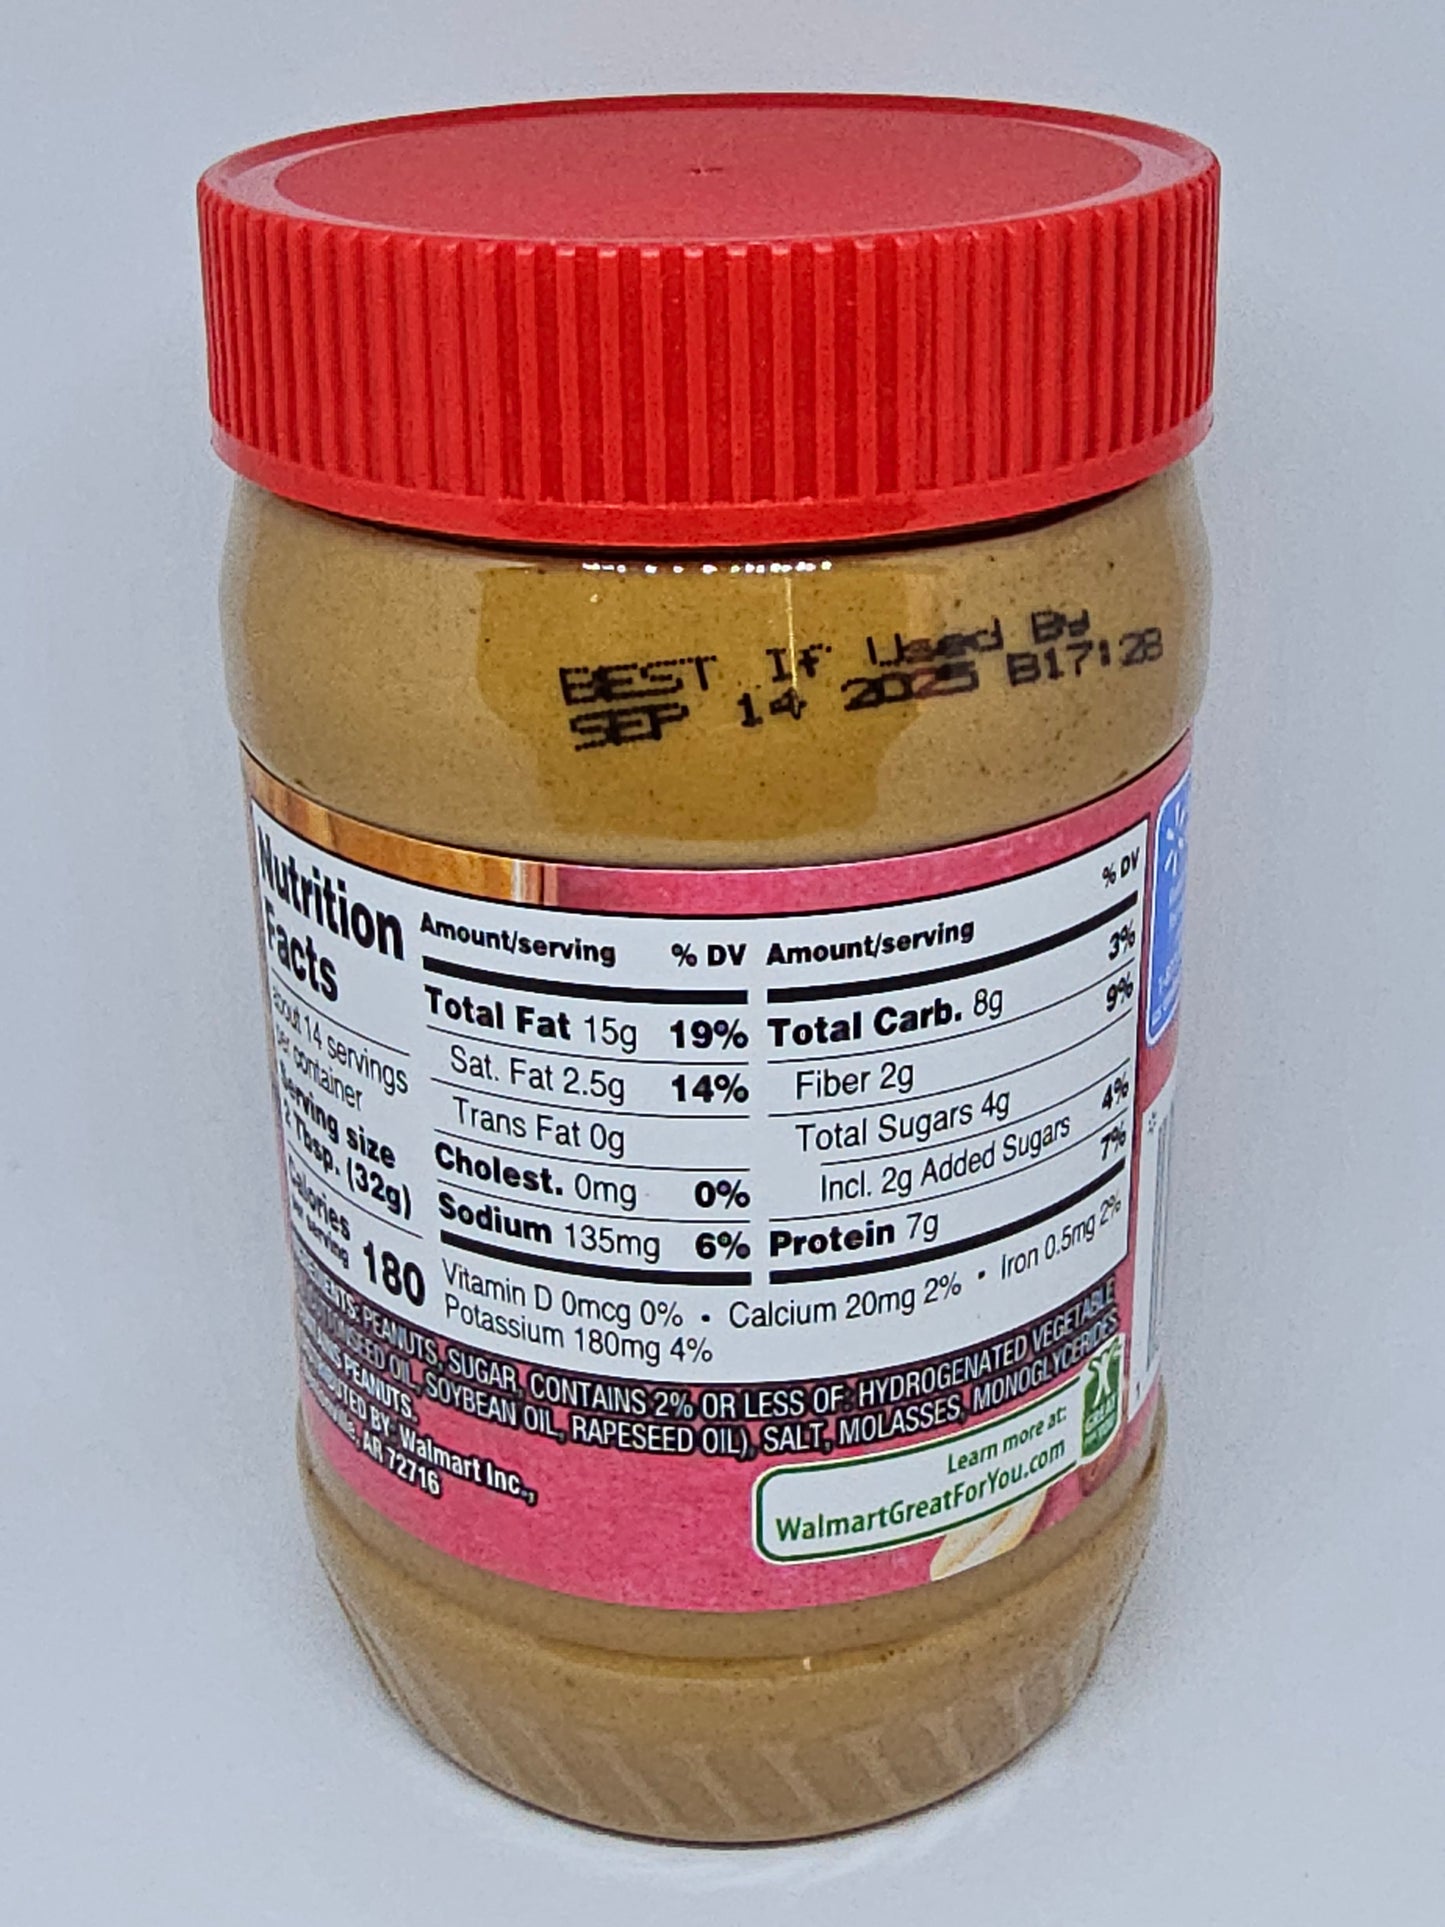 BEST If Used By
SEP 14 2025 B17:28
Nutrition
Facts
about 14 servings
per container
Serving size
2 Tbsp. (32g)
Calories
per serving
180
Amount/serving % DV
Total Fat 15g 19%
Sat. Fat 2.5g 14%
Trans Fat 0g
Cholest. 0mg 0%
Sodium 135mg 6%
Amount/serving % DV
Total Carb. 8g 3%
Fiber 2g 9%
Total Sugars 4g
Incl. 2g Added Sugars 4%
Protein 7g 7%
Vitamin D 0mcg 0% • Calcium 20mg 2% • Iron 0.5mg 2%
Potassium 180mg 4%
PEANUTS, SUGAR, CONTAINS 2% OR LESS OF: HYDROGENATED VEGETABLE
OIL, SOYBEAN OIL, RAPESEED OIL), SALT, MOLASSES, MONOGLYCERIDES
PEANUTS.
BY: Walmart Inc.,
AR 72716
Learn more at:
WalmartGreatForYou.com
GREAT